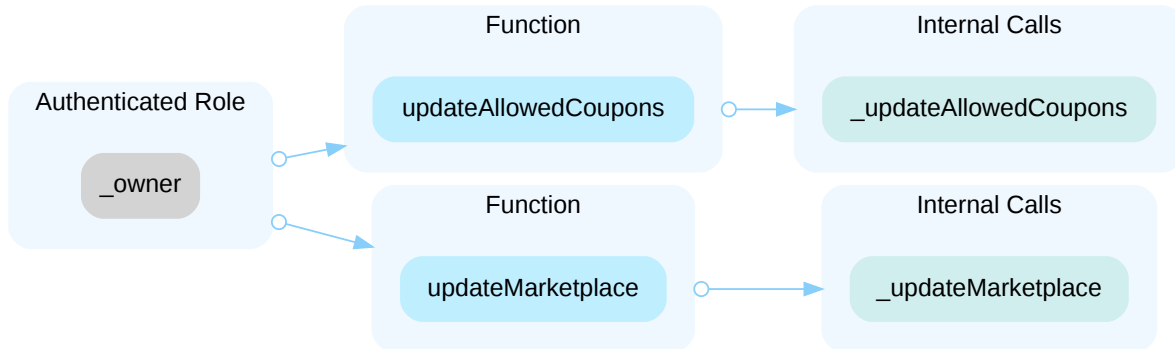 Authenticated Role
_owner
Function
updateAllowedCoupons
Internal Calls
_updateAllowedCoupons
Function
updateMarketplace
Internal Calls
_updateMarketplace